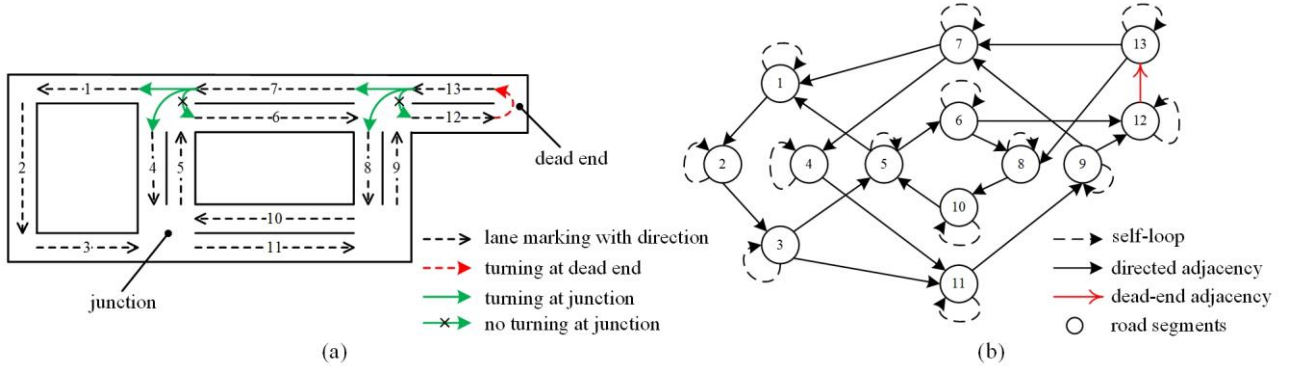 1
7
13
6
12
dead end
2
4
5
8
9
10
3
11
junction
lane marking with direction
turning at dead end
turning at junction
no turning at junction
(a)
7
13
1
6
12
2
4
5
8
9
10
3
11
self-loop
directed adjacency
dead-end adjacency
road segments
(b)